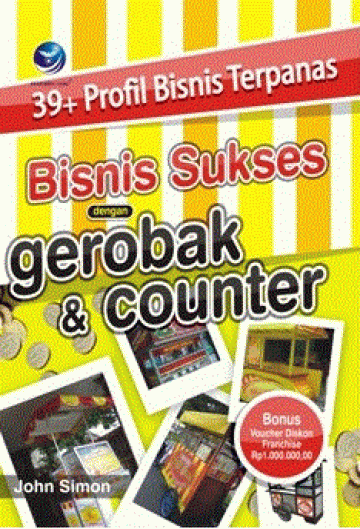 39+ Profil Bisnis Terpanas
Bisnis Sukses
dengan
gerobak
& counter
Bonus
Voucher Diskon
Franchise
Rp1.000.000,00
John Simon